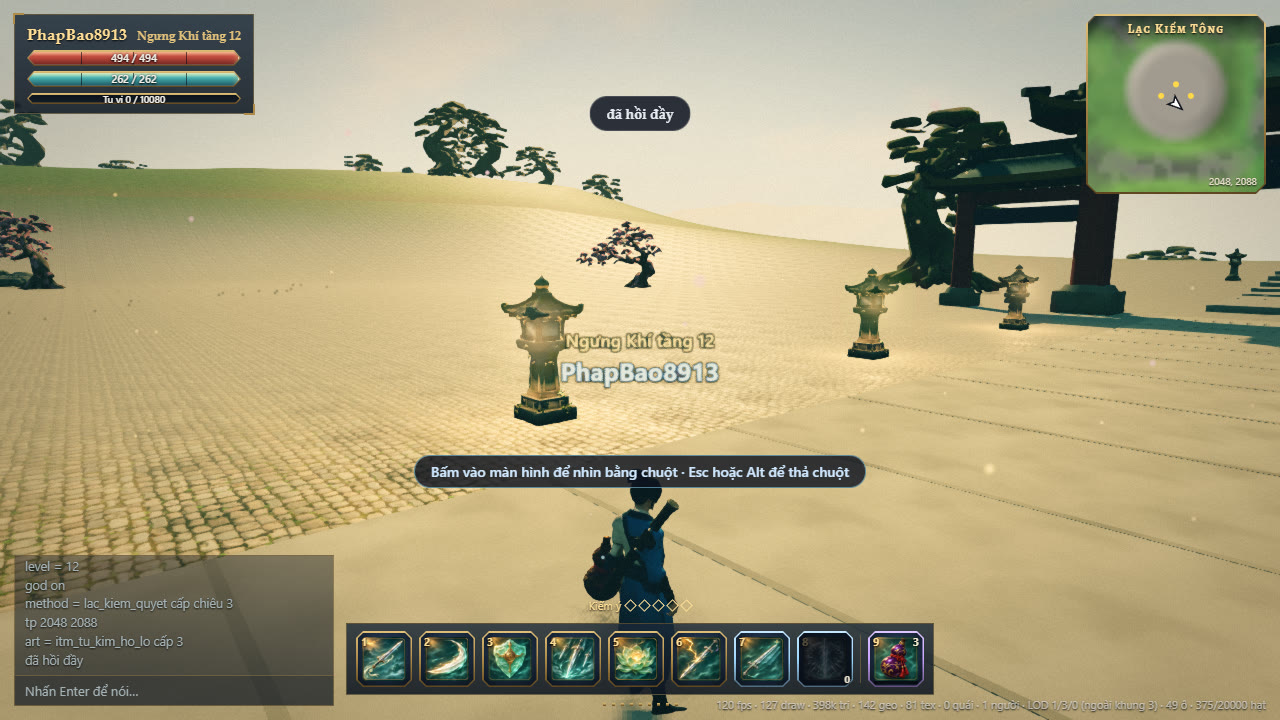 PhapBao8913 Ngưng Khí tầng 12
494 / 494
262 / 262
Tu vi 0 / 10080
đã hồi đầy
Lạc Kiếm Tông
2048, 2088
Ngưng Khí tầng 12
PhapBao8913
Bấm vào màn hình để nhìn bằng chuột · Esc hoặc Alt để thả chuột
level = 12
god on
method = lac_kiem_quyet cấp chiêu 3
tp 2048 2088
art = itm_tu_kim_ho_lo cấp 3
đã hồi đầy
Nhấn Enter để nói...
Kiếm ý
1 2 3 4 5 6 7 8 0 9 3
120 fps · 127 draw · 398k tri · 142 geo · 81 tex · 0 quái · 1 người · LOD 1/3/0 (ngoài khung 3) · 49 ô · 375/20000 hạt